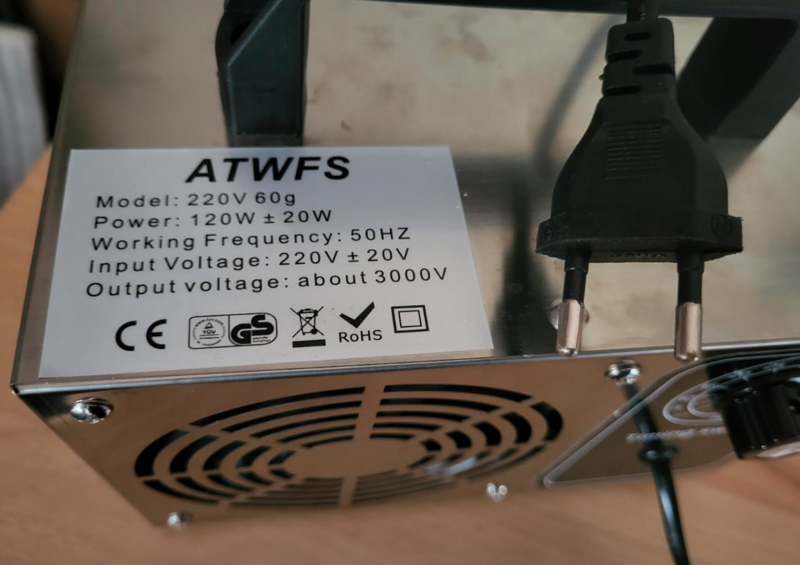 ATWFS
Model: 220V 60g
Power: 120W ± 20W
Working Frequency: 50HZ
Input Voltage: 220V ± 20V
Output voltage: about 3000V
CE TÜV GS RoHS